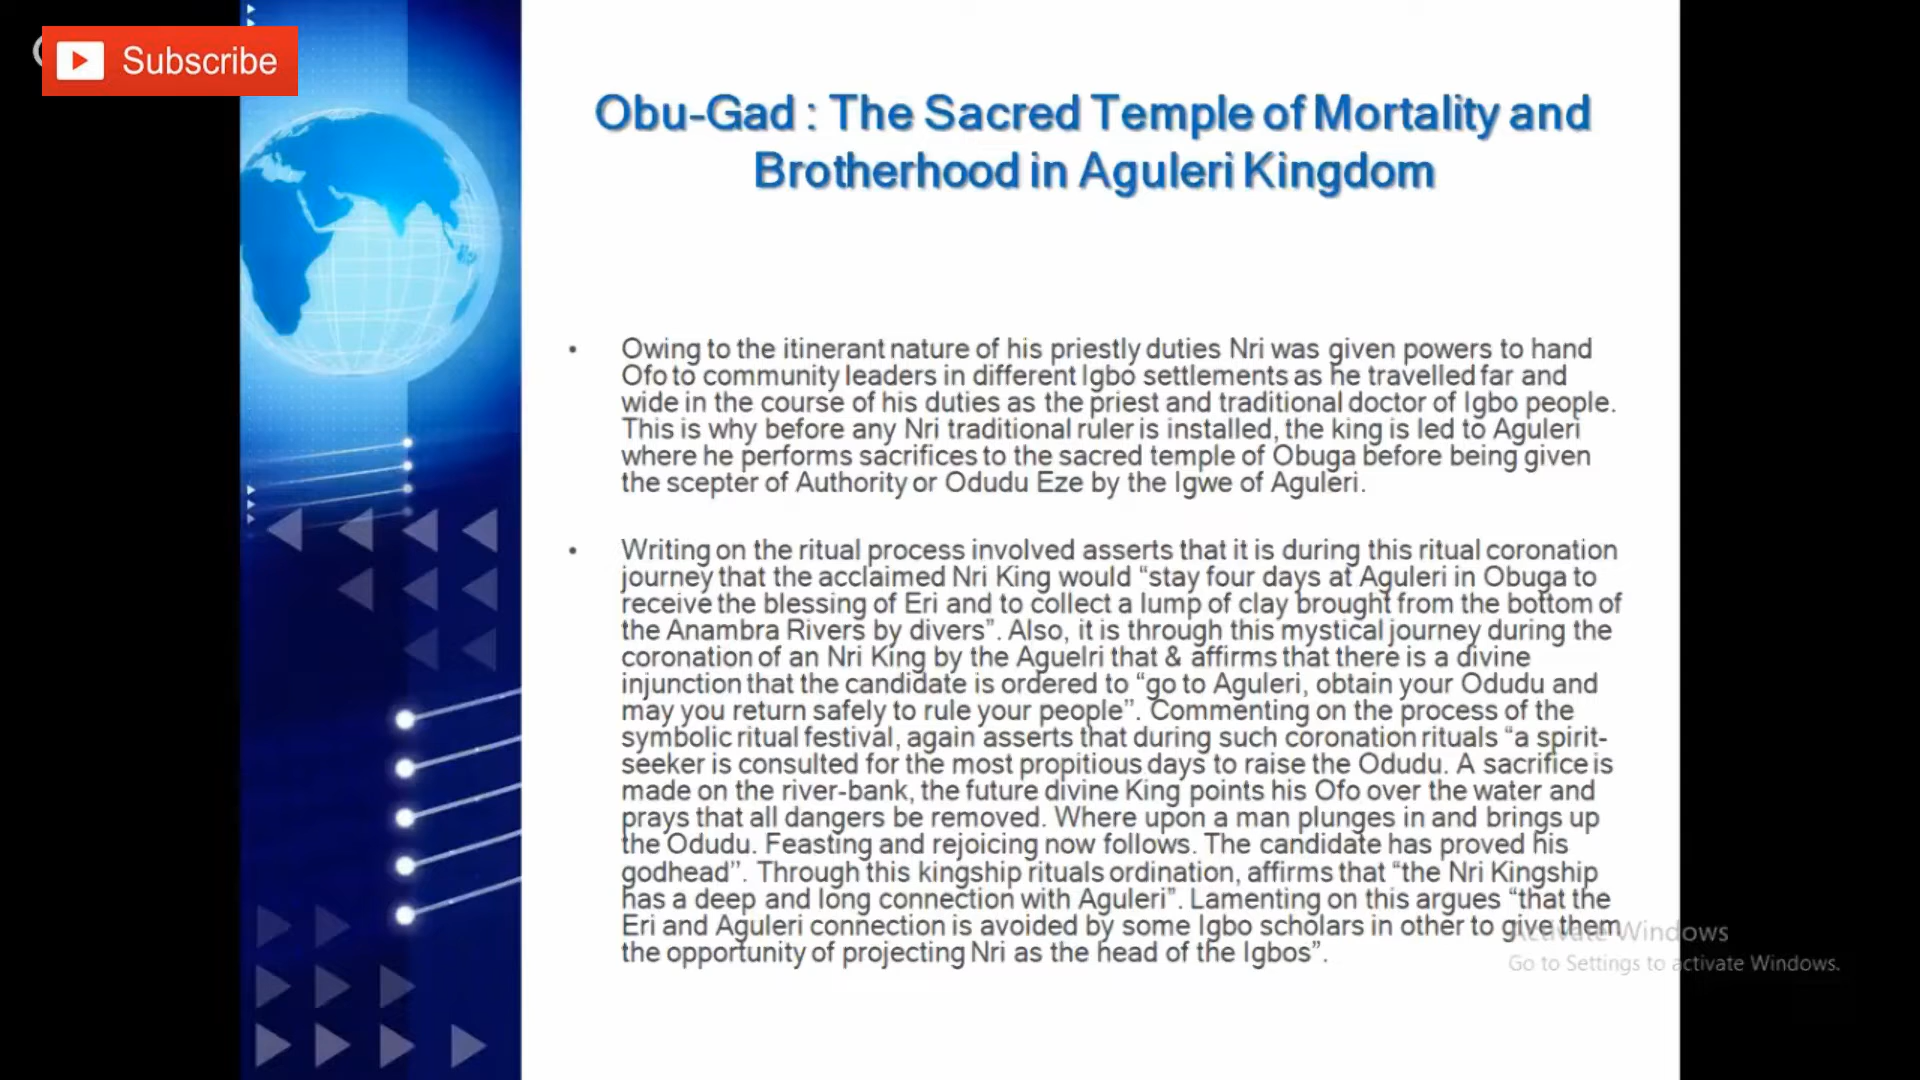 Subscribe
Obu-Gad : The Sacred Temple of Mortality and
Brotherhood in Aguleri Kingdom
• Owing to the itinerant nature of his priestly duties Nri was given powers to hand
Ofo to community leaders in different Igbo settlements as he travelled far and
wide in the course of his duties as the priest and traditional doctor of Igbo people.
This is why before any Nri traditional ruler is installed, the king is led to Aguleri
where he performs sacrifices to the sacred temple of Obuga before being given
the scepter of Authority or Odudu Eze by the Igwe of Aguleri.
• Writing on the ritual process involved asserts that it is during this ritual coronation
journey that the acclaimed Nri King would “stay four days at Aguleri in Obuga to
receive the blessing of Eri and to collect a lump of clay brought from the bottom of
the Anambra Rivers by divers”. Also, it is through this mystical journey during the
coronation of an Nri King by the Aguelri that & affirms that there is a divine
injunction that the candidate is ordered to “go to Aguleri, obtain your Odudu and
may you return safely to rule your people”. Commenting on the process of the
symbolic ritual festival, again asserts that during such coronation rituals “a spirit-
seeker is consulted for the most propitious days to raise the Odudu. A sacrifice is
made on the river-bank, the future divine King points his Ofo over the water and
prays that all dangers be removed. Where upon a man plunges in and brings up
the Odudu. Feasting and rejoicing now follows. The candidate has proved his
godhead”. Through this kingship rituals ordination, affirms that “the Nri Kingship
has a deep and long connection with Aguleri”. Lamenting on this argues “that the
Eri and Aguleri connection is avoided by some Igbo scholars in other to give them
the opportunity of projecting Nri as the head of the Igbos”.
Activate Windows
Go to Settings to activate Windows.